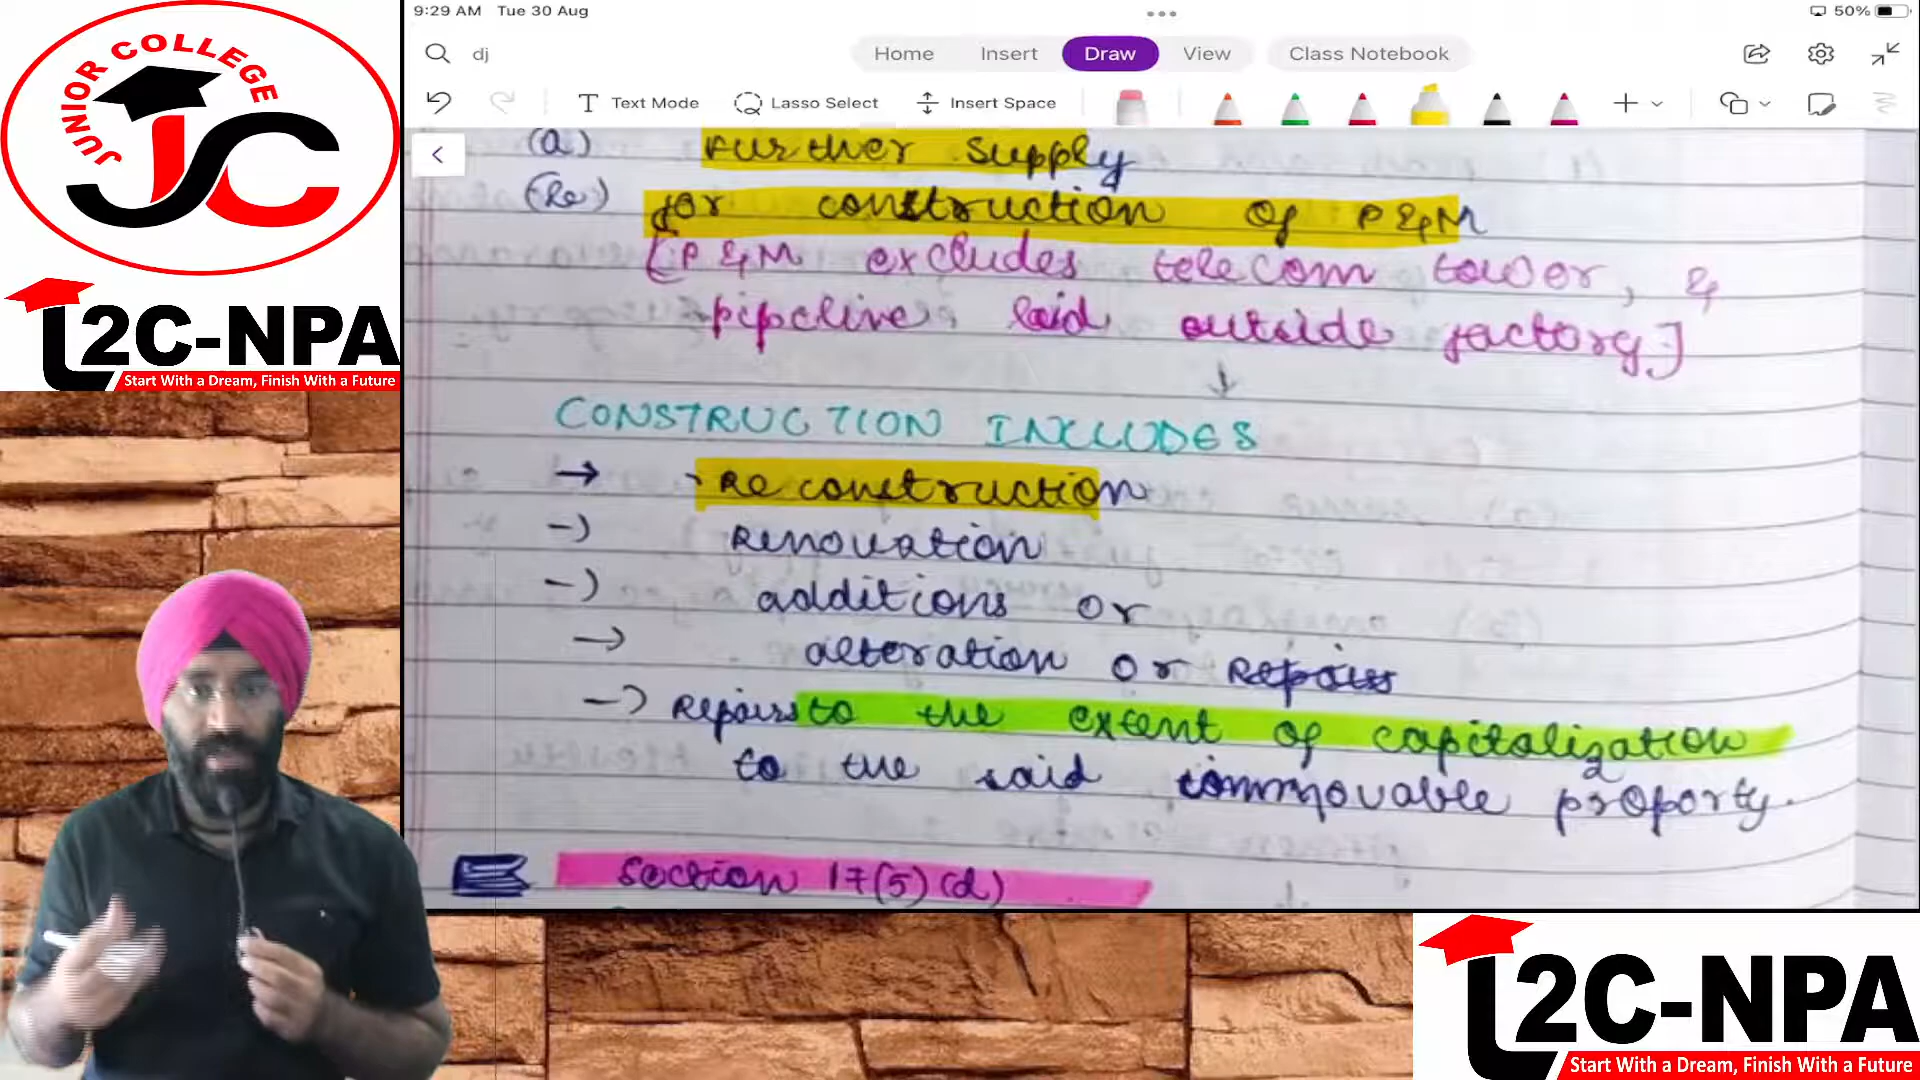 9:29 AM Tue 30 Aug
50%
dj
Home
Insert
Draw
View
Class Notebook
Text Mode
Lasso Select
Insert Space
JUNIOR COLLEGE
JC
L2C-NPA
Start With a Dream, Finish With a Future
(a) Further supply
for construction of P&M
[P&M excludes telecom tower, &
pipelines laid outside factory]
CONSTRUCTION INCLUDES
→ Reconstruction
→ Renovation
→ additions or
→ alteration or Repairs
→ Repairs to the extent of capitalization
to the said immovable property.
Section 17(5)(d)
L2C-NPA
Start With a Dream, Finish With a Future